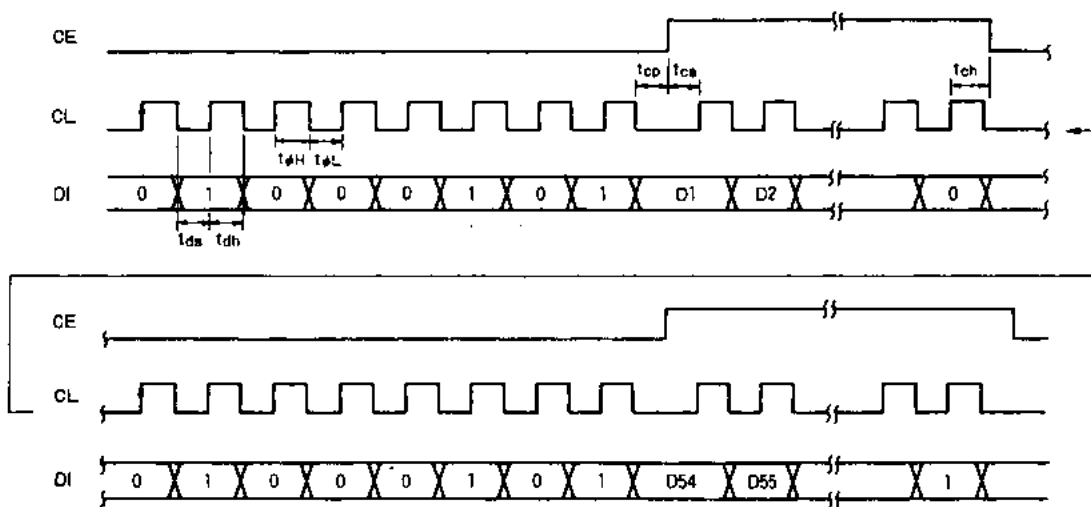 CE
tcp tcs tch
CL
tøH tøL
DI 0 1 0 0 0 1 0 1 D1 D2 0
tds tdh
CE
CL
DI 0 1 0 0 0 1 0 1 D54 D55 1